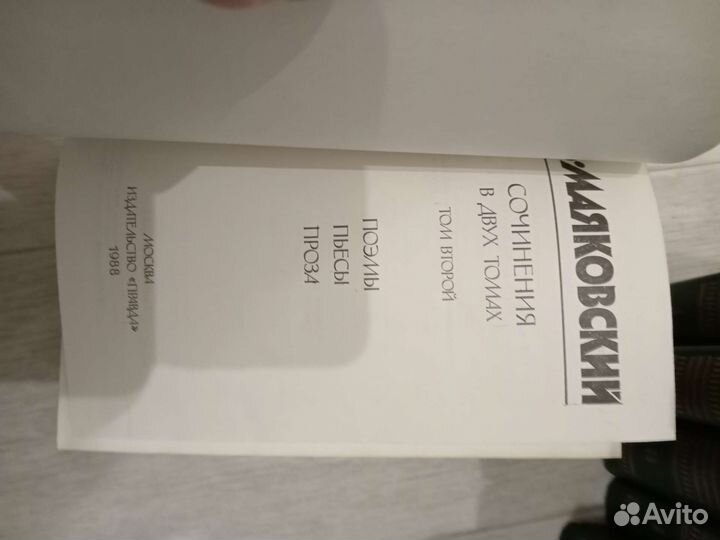 МАЯКОВСКИЙ
СОЧИНЕНИЯ
В ДВУХ ТОМАХ
ТОМ ВТОРОЙ
ПОЭМЫ
ПЬЕСЫ
ПРОЗА
МОСКВА
ИЗДАТЕЛЬСТВО «ПРАВДА»
1988
Avito